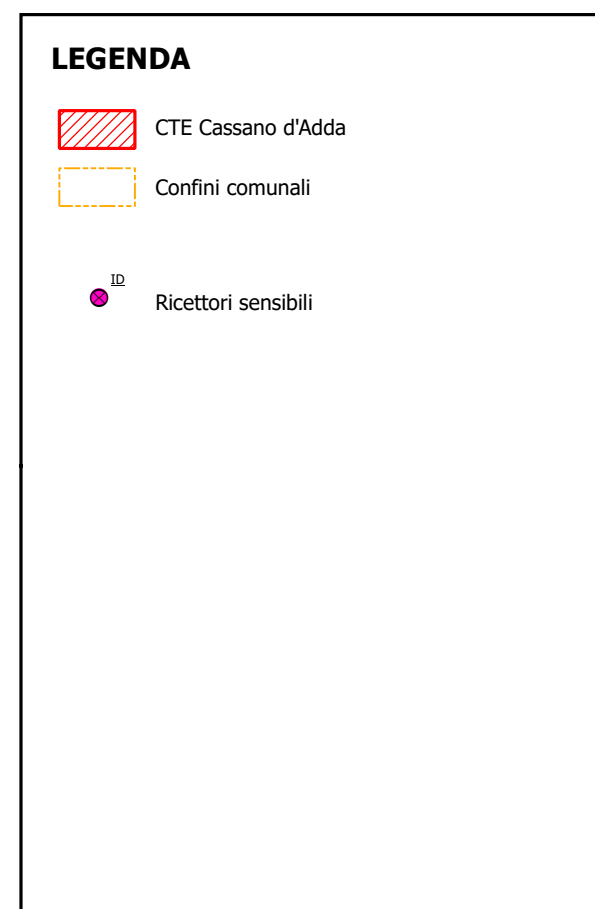 LEGENDA
CTE Cassano d'Adda
Confini comunali
ID
Ricettori sensibili